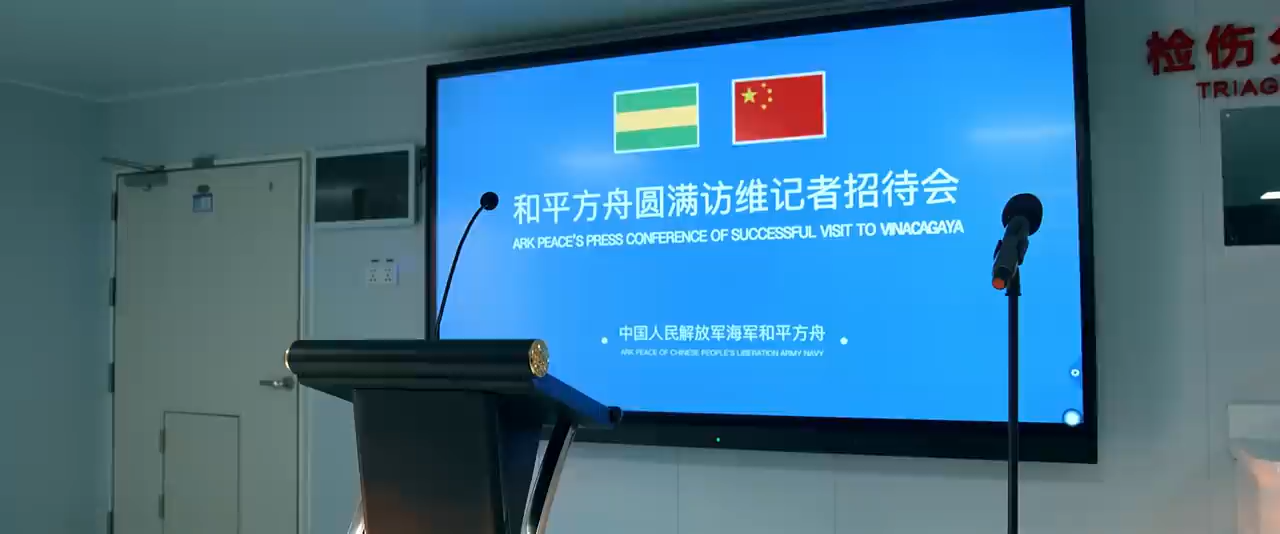 和平方舟圆满访维记者招待会
ARK PEACE'S PRESS CONFERENCE OF SUCCESSFUL VISIT TO VINACAGAYA
中国人民解放军海军和平方舟
ARK PEACE OF CHINESE PEOPLE'S LIBERATION ARMY NAVY
检伤
TRIAG